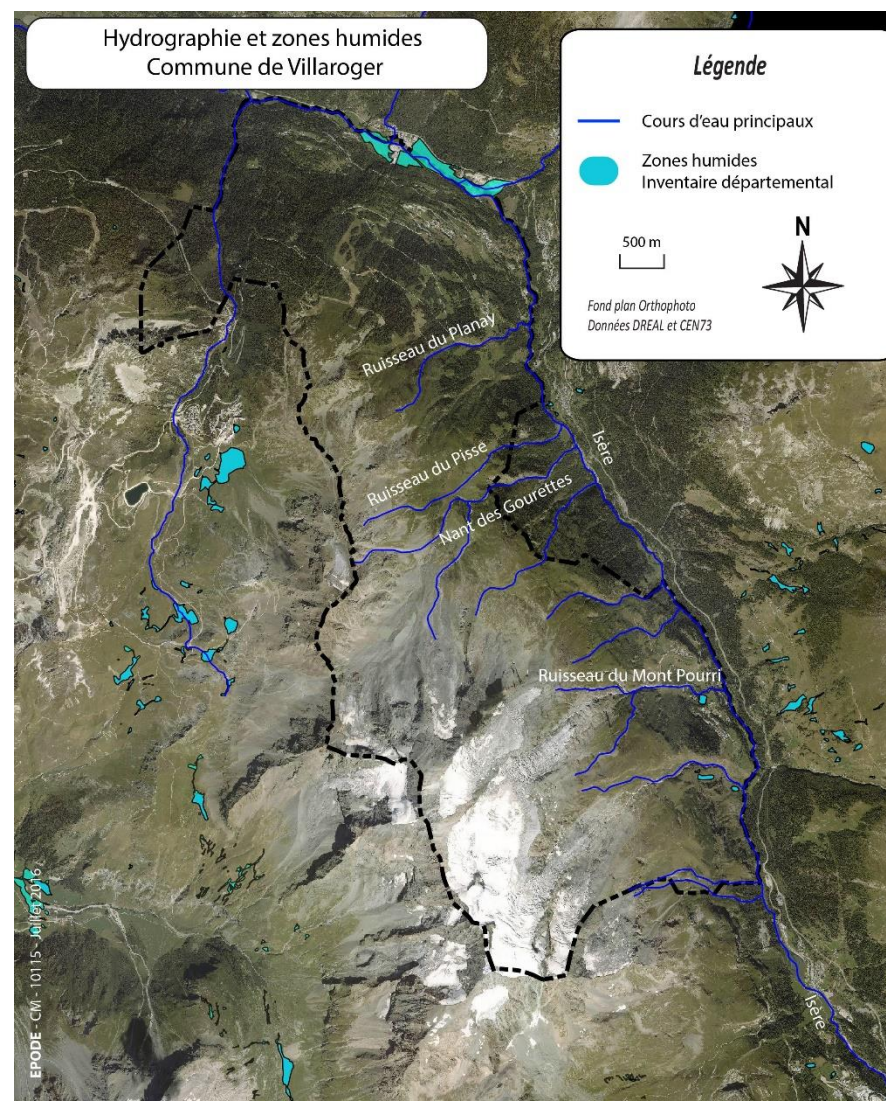 Hydrographie et zones humides
Commune de Villaroger
Légende
Cours d'eau principaux
Zones humides
Inventaire départemental
500 m
N
Fond plan Orthophoto
Données DREAL et CEN73
Ruisseau du Planay
Isère
Ruisseau du Pissé
Nant des Gourettes
Ruisseau du Mont Pourri
Isère
EPODE - CM - 10115 - Juillet 2016